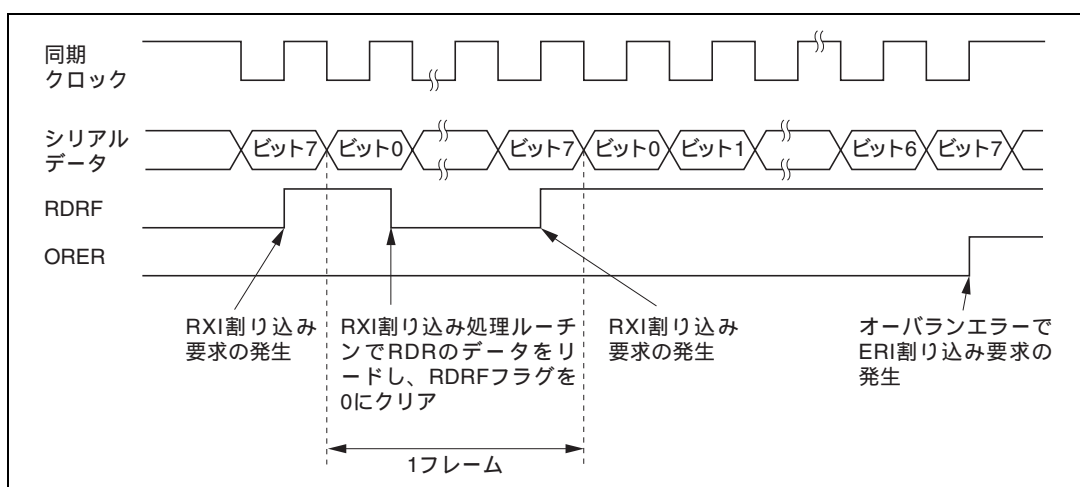 同期
クロック
シリアル
データ
ビット7 ビット0 ビット7 ビット0 ビット1 ビット6 ビット7
RDRF
ORER
RXI割り込み
要求の発生
RXI割り込み処理ルーチ
ンでRDRのデータをリ
ードし、RDRFフラグを
0にクリア
RXI割り込み
要求の発生
オーバランエラーで
ERI割り込み要求の
発生
1フレーム